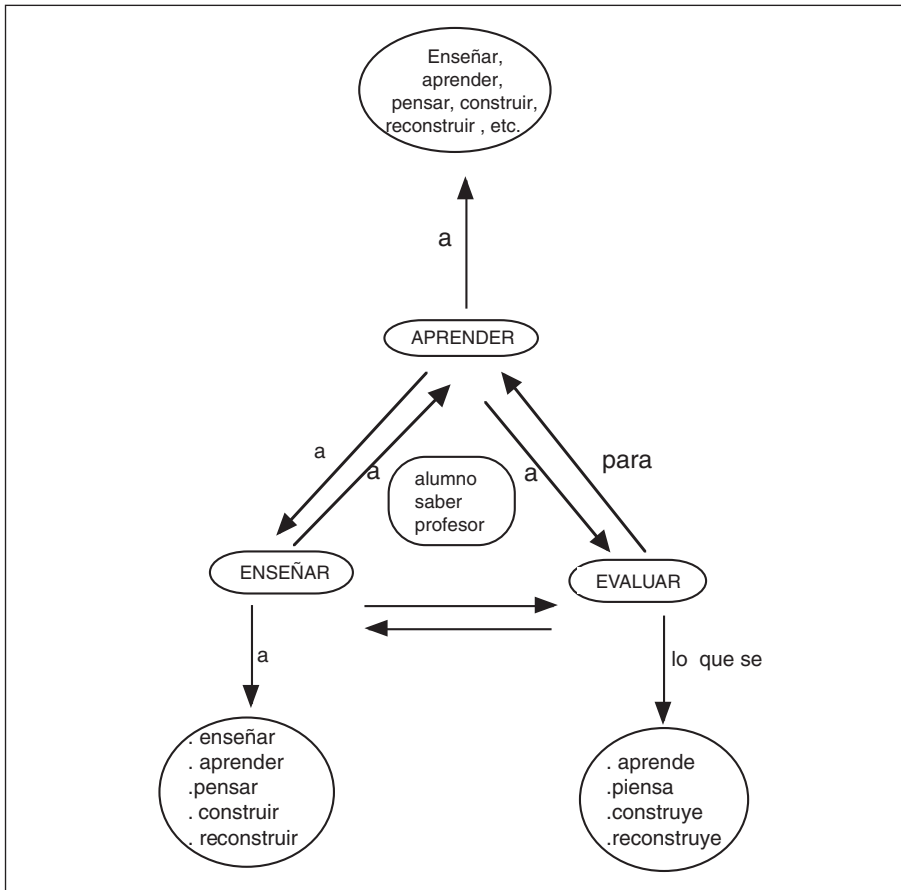 Enseñar,
aprender,
pensar, construir,
reconstruir , etc.
a
APRENDER
a
a
alumno
saber
profesor
a
para
ENSEÑAR
EVALUAR
a
lo que se
. enseñar
. aprender
.pensar
. construir
. reconstruir
. aprende
.piensa
.construye
.reconstruye